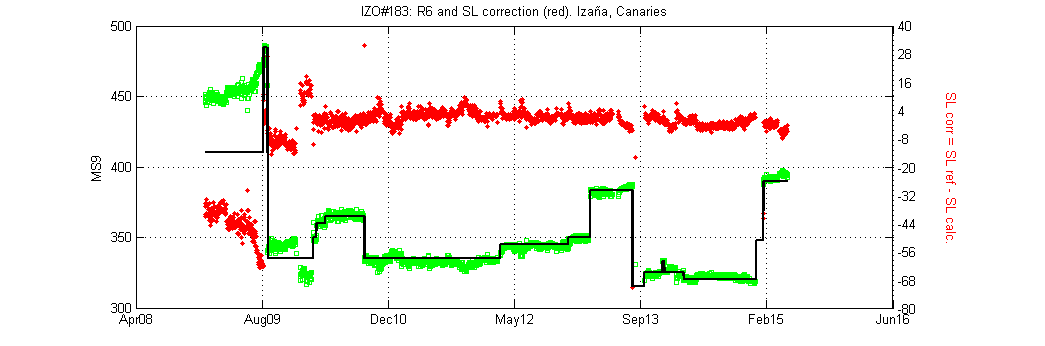 IZO#183: R6 and SL correction (red). Izaña, Canaries
500
450
400
350
300
MS9
40
28
16
4
-8
-20
-32
-44
-56
-68
-80
SL corr = SL ref - SL calc.
Apr08
Aug09
Dec10
May12
Sep13
Feb15
Jun16